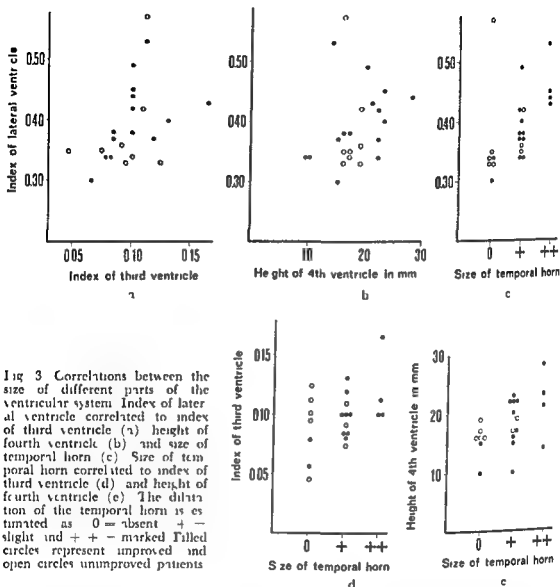 0.50
0.40
0.30
Index of lateral ventricle
0.05 0.10 0.15
Index of third ventricle
a
0.50
0.40
0.30
10 20 30
Height of 4th ventricle in mm
b
0.50
0.40
0.30
0 + ++
Size of temporal horn
c
Fig 3 Correlations between the
size of different parts of the
ventricular system Index of later
al ventricle correlated to index
of third ventricle (a) height of
fourth ventricle (b) and size of
temporal horn (c) Size of tem
poral horn correlated to index of
third ventricle (d) and height of
fourth ventricle (e) The dilata
tion of the temporal horn is es
timated as 0 = absent + =
slight and + + = marked Filled
circles represent improved and
open circles unimproved patients
0.15
0.10
0.05
Index of third ventricle
0 + ++
Size of temporal horn
d
30
20
10
Height of 4th ventricle in mm
0 + ++
Size of temporal horn
e